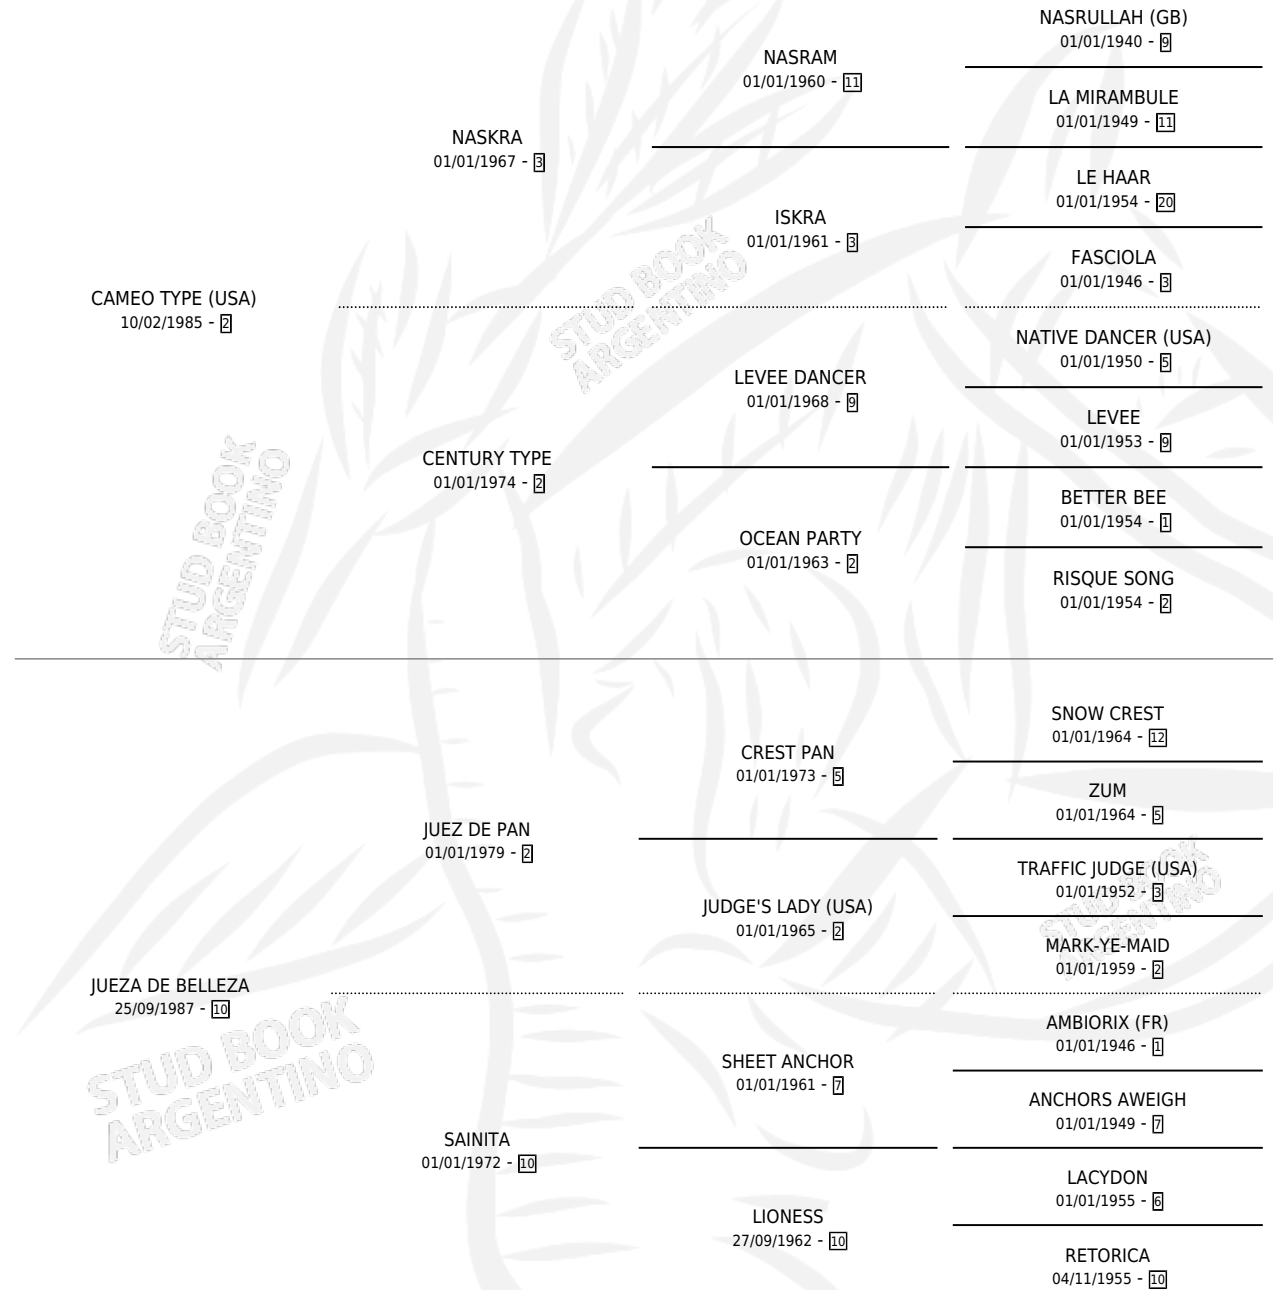 NASRULLAH (GB)
01/01/1940 - 9
NASRAM
01/01/1960 - 11
LA MIRAMBULE
01/01/1949 - 11
NASKRA
01/01/1967 - 3
LE HAAR
01/01/1954 - 20
ISKRA
01/01/1961 - 3
FASCIOLA
01/01/1946 - 3
CAMEO TYPE (USA)
10/02/1985 - 2
NATIVE DANCER (USA)
01/01/1950 - 5
LEVEE DANCER
01/01/1968 - 9
LEVEE
01/01/1953 - 9
CENTURY TYPE
01/01/1974 - 2
BETTER BEE
01/01/1954 - 1
OCEAN PARTY
01/01/1963 - 2
RISQUE SONG
01/01/1954 - 2
SNOW CREST
01/01/1964 - 12
CREST PAN
01/01/1973 - 5
ZUM
01/01/1964 - 5
JUEZ DE PAN
01/01/1979 - 2
TRAFFIC JUDGE (USA)
01/01/1952 - 3
JUDGE'S LADY (USA)
01/01/1965 - 2
MARK-YE-MAID
01/01/1959 - 2
JUEZA DE BELLEZA
25/09/1987 - 10
AMBIORIX (FR)
01/01/1946 - 1
SHEET ANCHOR
01/01/1961 - 7
ANCHORS AWEIGH
01/01/1949 - 7
SAINITA
01/01/1972 - 10
LACYDON
01/01/1955 - 6
LIONESS
27/09/1962 - 10
RETORICA
04/11/1955 - 10
STUD BOOK
ARGENTINO
STUD BOOK
ARGENTINO
STUD BOOK
ARGENTINO
STUD BOOK
ARGENTINO